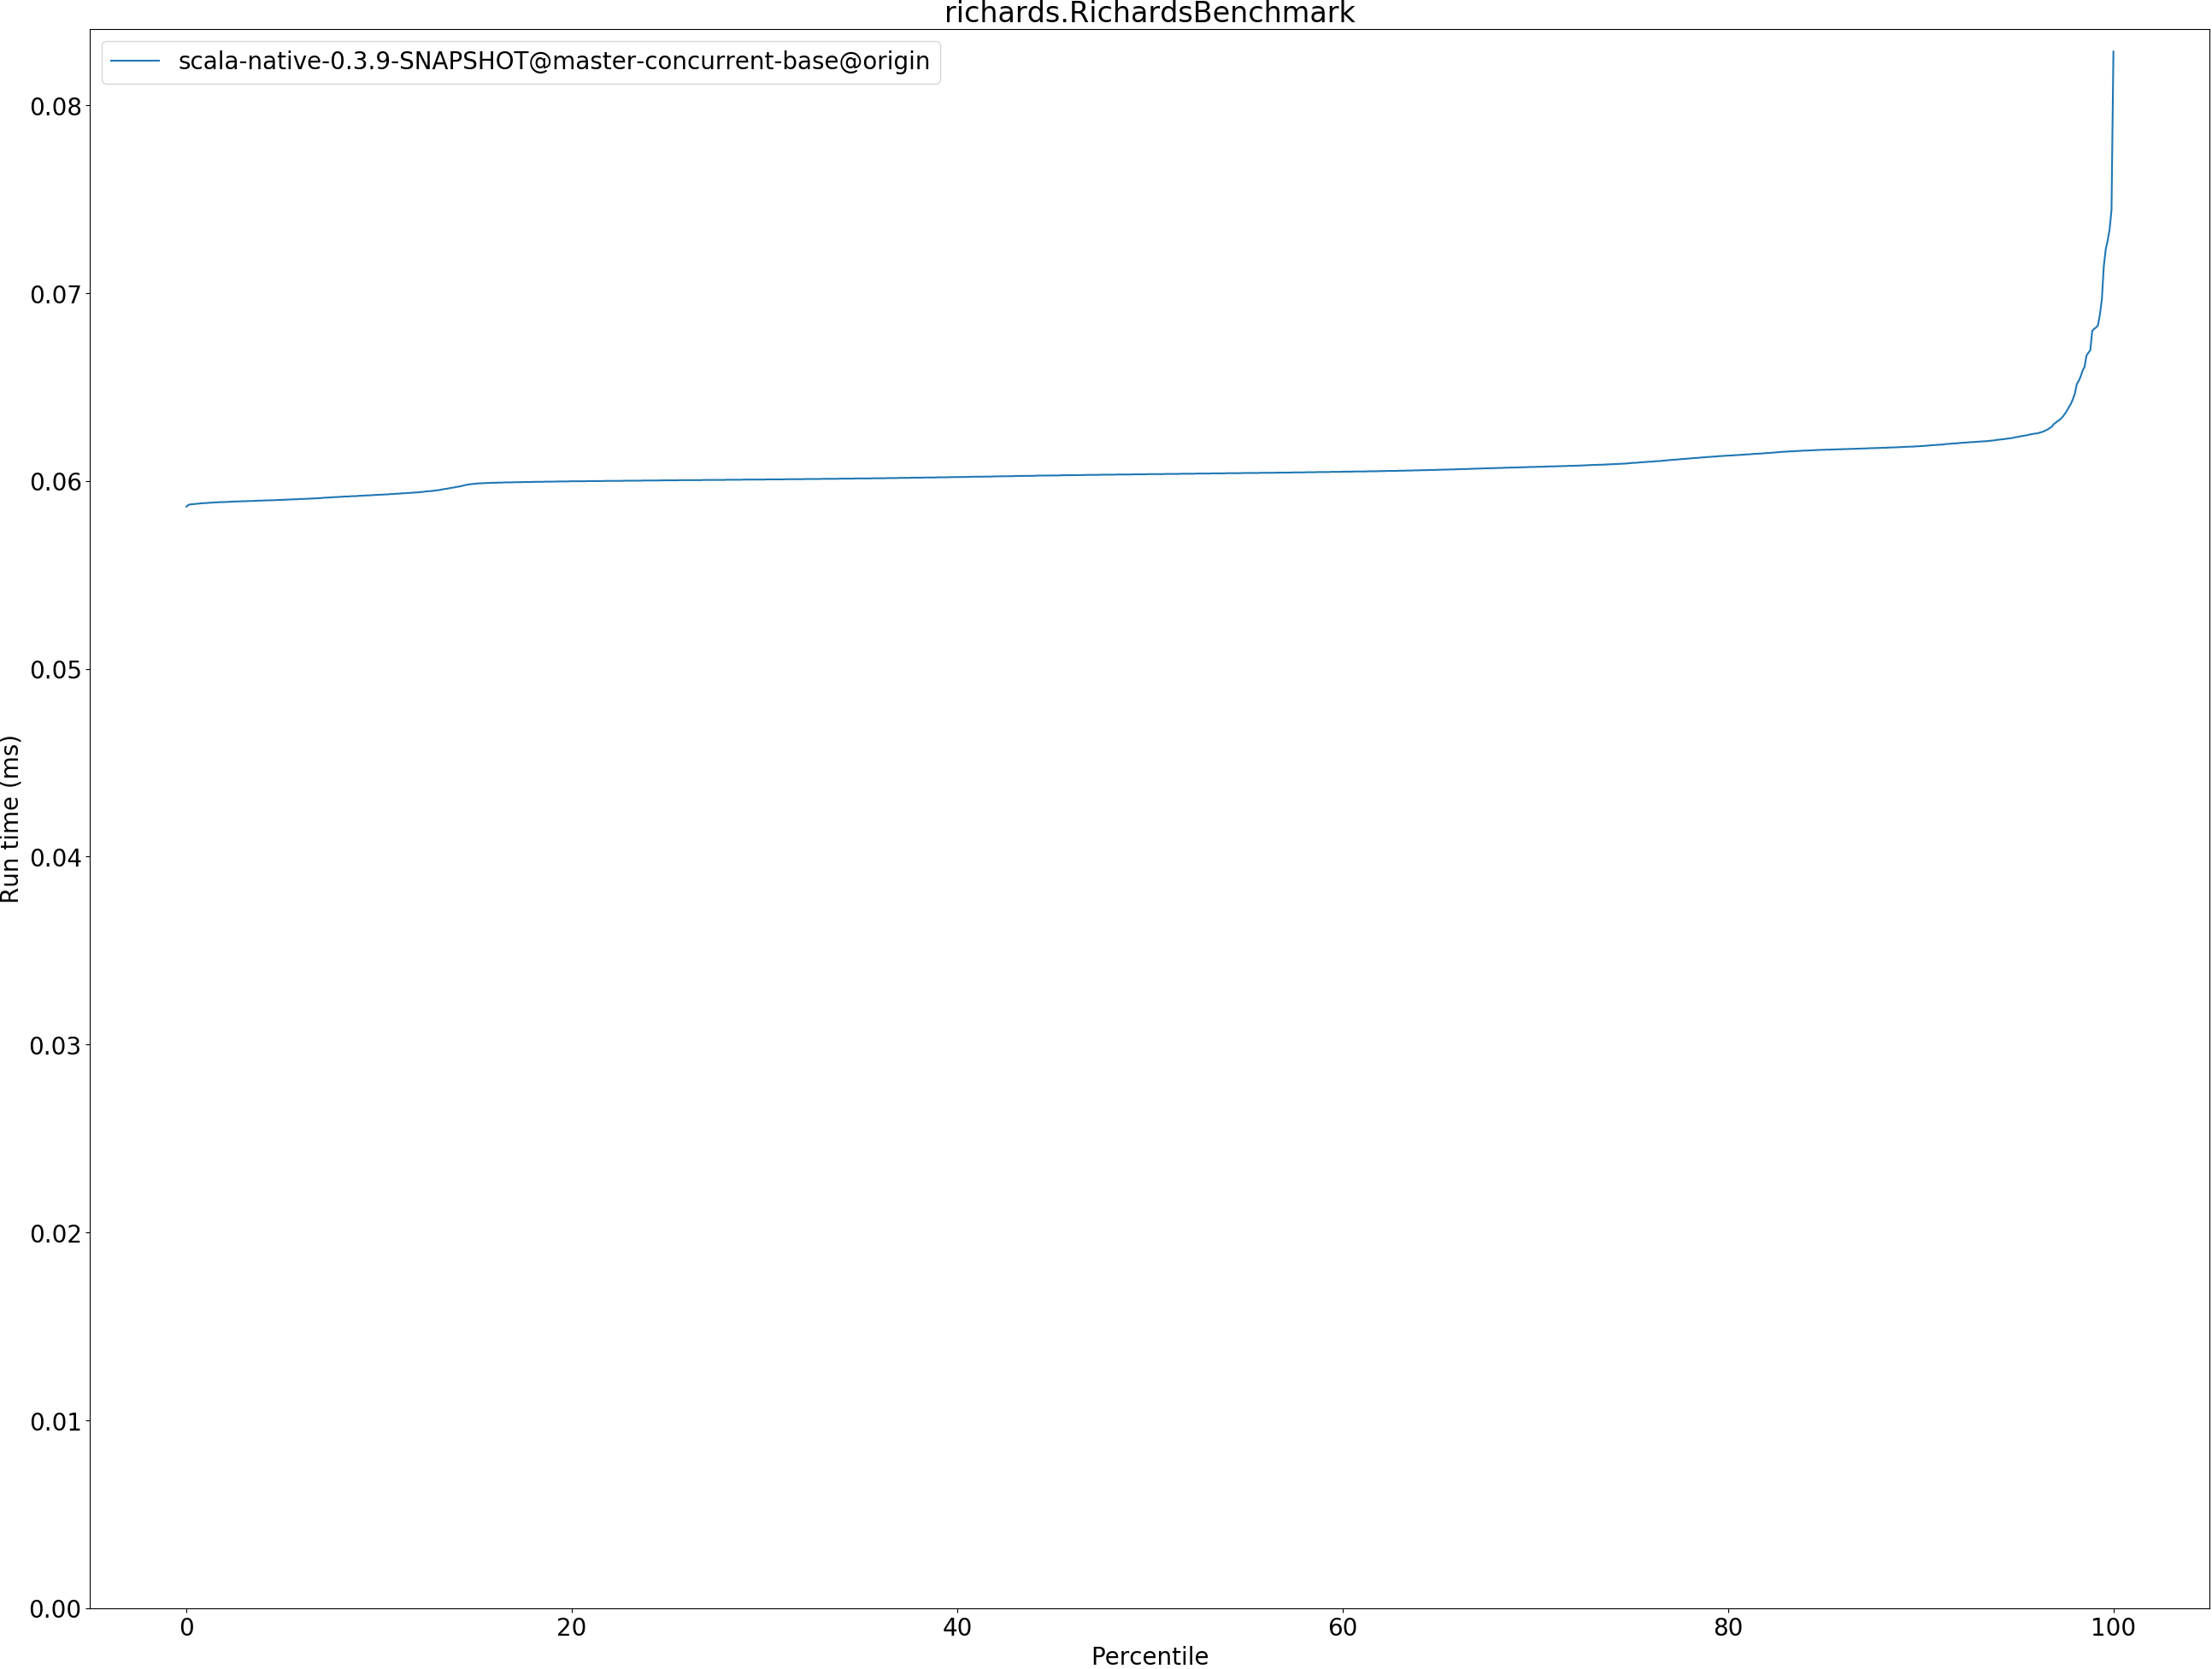 richards.RichardsBenchmark
scala-native-0.3.9-SNAPSHOT@master-concurrent-base@origin
0.08
0.07
0.06
0.05
0.04
0.03
0.02
0.01
0.00
Run time (ms)
0 20 40 60 80 100
Percentile